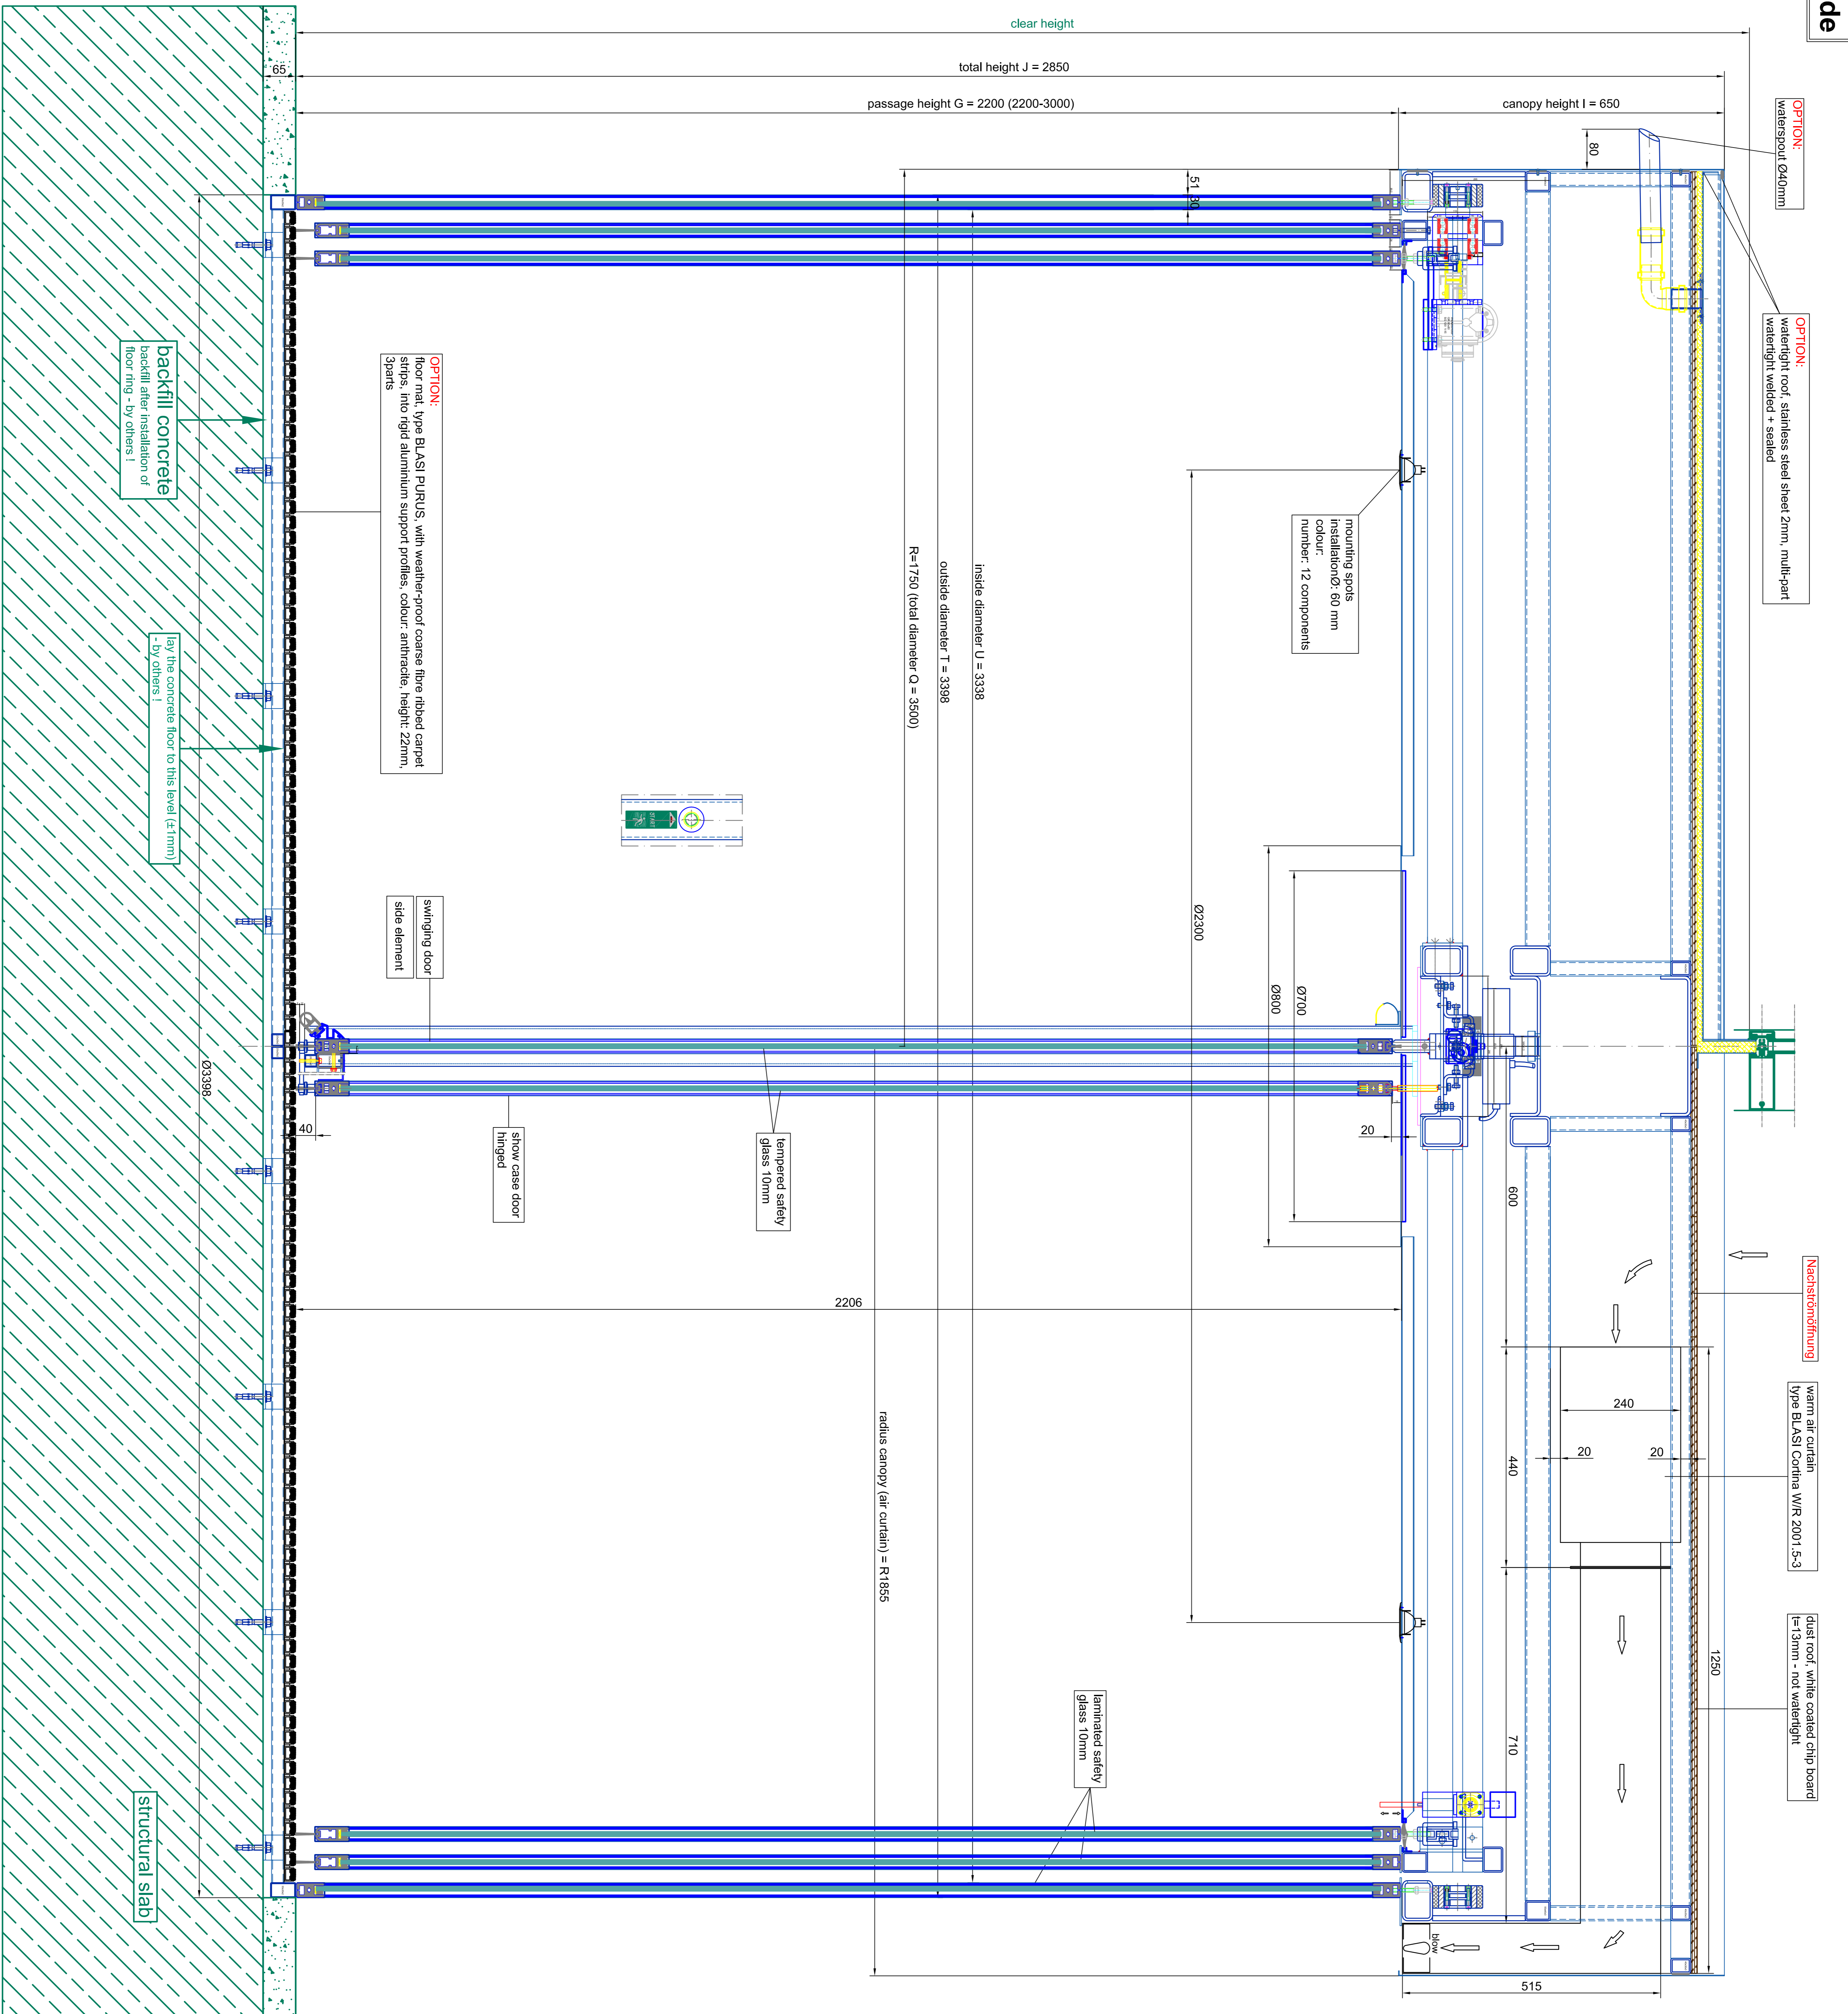 de
clear height
total height J = 2850
65
passage height G = 2200 (2200-3000)
canopy height I = 650
OPTION:
waterspout Ø40mm
80
OPTION:
watertight roof, stainless steel sheet 2mm, multi-part
watertight welded + sealed
51
30
mounting spots
installationØ: 60 mm
colour:
number: 12 components
inside diameter U = 3338
outside diameter T = 3398
R=1750 (total diameter Q = 3500)
OPTION:
floor mat, type BLASI PURUS, with weather-proof coarse fibre ribbed carpet
strips, into rigid aluminium support profiles, colour: anthracite, height: 22mm,
3parts
backfill concrete
backfill after installation of
floor ring - by others !
lay the concrete floor to this level (±1mm)
- by others !
START
swinging door
side element
Ø2300
Ø800
Ø700
Ø3398
40
20
show case door
hinged
tempered safety
glass 10mm
600
Nachströmöffnung
2206
warm air curtain
type BLASI Cortina W/R 2001.5-3
240
20
20
440
radius canopy (air curtain) = R1855
dust roof, white coated chip board
t=13mm - not watertight
1250
710
laminated safety
glass 10mm
structural slab
blow
515